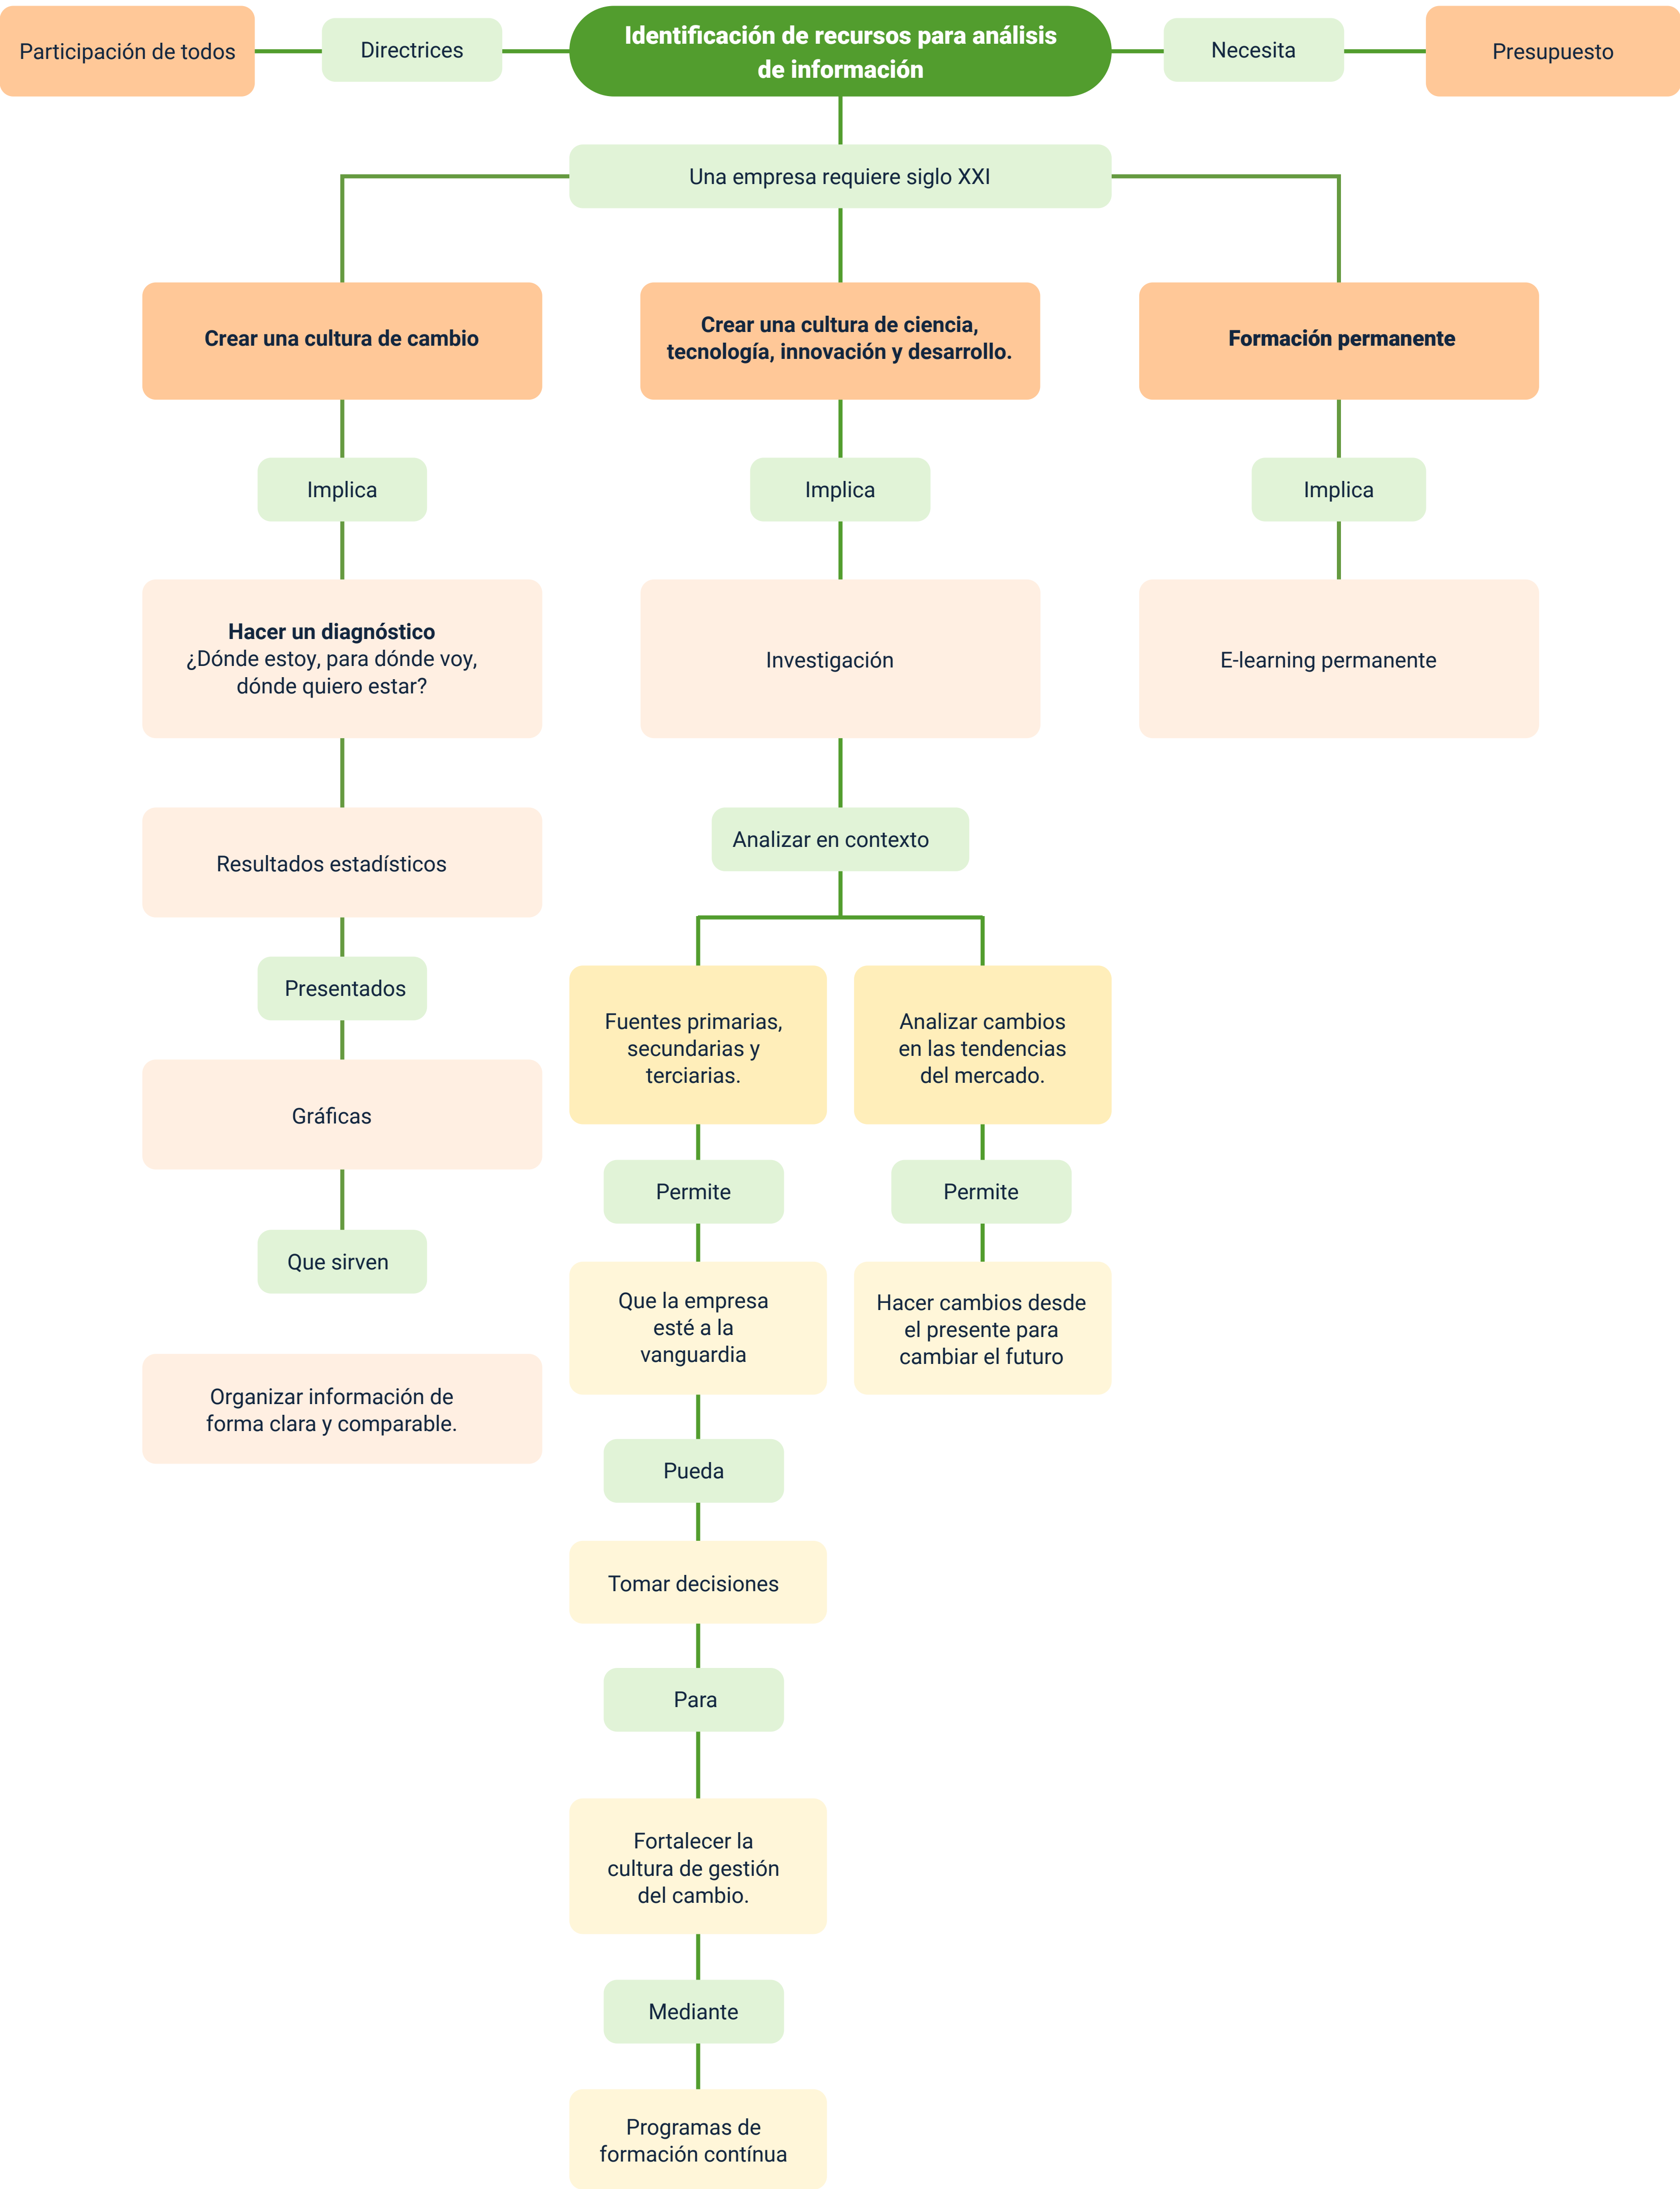 Participación de todos
Directrices
Identificación de recursos para análisis
de información
Necesita
Presupuesto
Una empresa requiere siglo XXI
Crear una cultura de cambio
Implica
Hacer un diagnóstico
¿Dónde estoy, para dónde voy,
dónde quiero estar?
Resultados estadísticos
Presentados
Gráficas
Que sirven
Organizar información de
forma clara y comparable.
Crear una cultura de ciencia,
tecnología, innovación y desarrollo.
Implica
Investigación
Analizar en contexto
Fuentes primarias,
secundarias y
terciarias.
Permite
Que la empresa
esté a la
vanguardia
Pueda
Tomar decisiones
Para
Fortalecer la
cultura de gestión
del cambio.
Mediante
Programas de
formación contínua
Analizar cambios
en las tendencias
del mercado.
Permite
Hacer cambios desde
el presente para
cambiar el futuro
Formación permanente
Implica
E-learning permanente